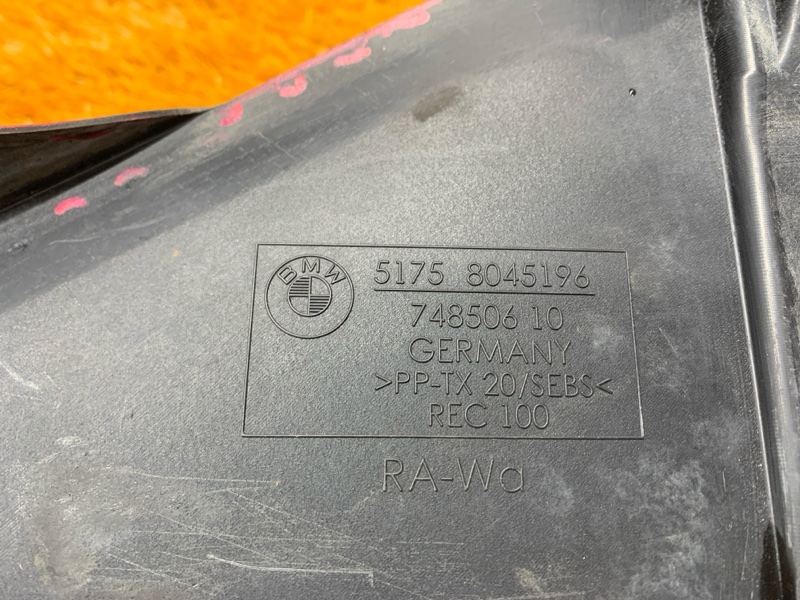 BMW
5175 8045196
748506 10
GERMANY
>PP-TX 20/SEBS<
REC 100
RA-Wa